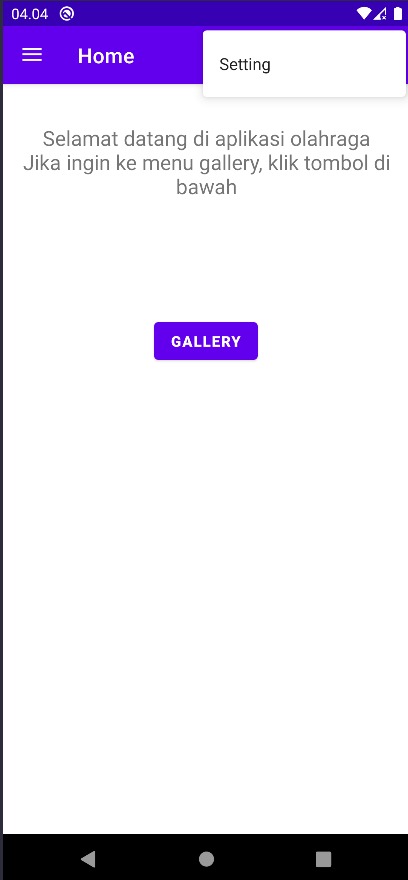 04.04
Home
Setting
Selamat datang di aplikasi olahraga
Jika ingin ke menu gallery, klik tombol di
bawah
GALLERY